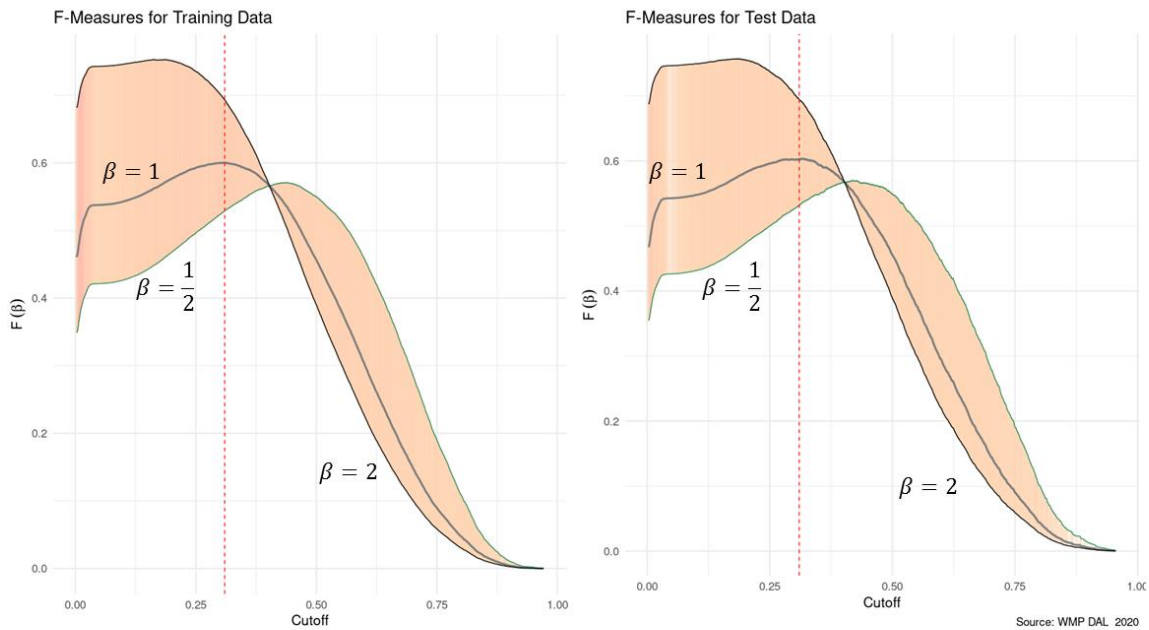 F-Measures for Training Data
F (β)
0.6
0.4
0.2
0.0
β = 1
β = 1/2
β = 2
0.00 0.25 0.50 0.75 1.00
Cutoff
F-Measures for Test Data
F (β)
0.6
0.4
0.2
0.0
β = 1
β = 1/2
β = 2
0.00 0.25 0.50 0.75 1.00
Cutoff
Source: WMP DAL 2020